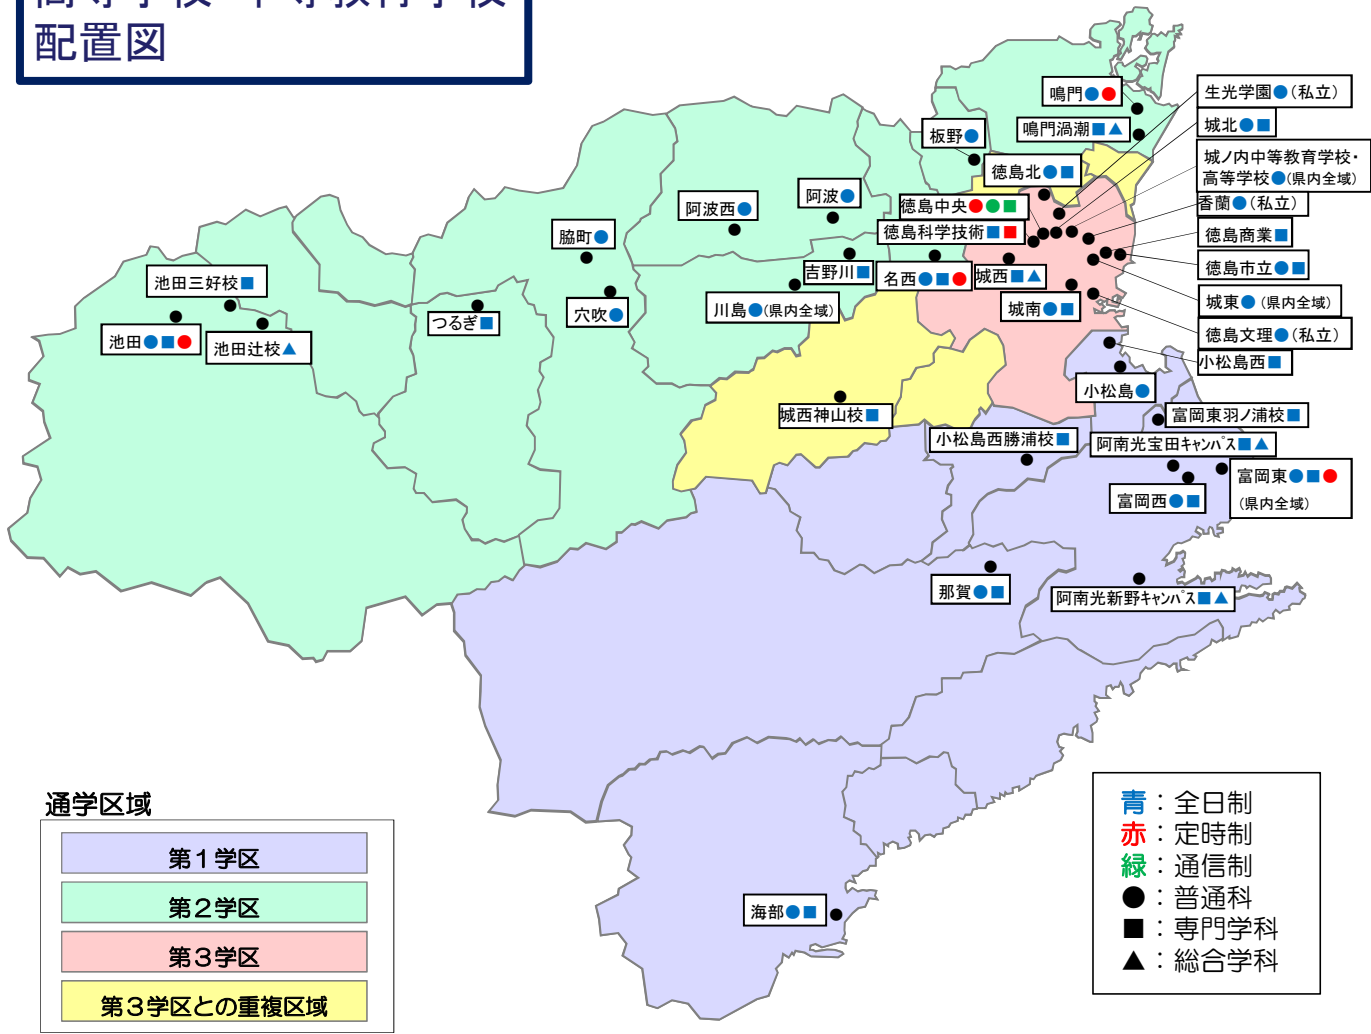 高等学校・中等教育学校
配置図
鳴門●●
鳴門渦潮■▲
板野●
徳島北●■
徳島中央●●■
徳島科学技術■■
阿波西●
阿波●
脇町●
吉野川■
名西●■●
城西■▲
川島●(県内全域)
城南●■
穴吹●
つるぎ■
池田三好校■
池田●■●
池田辻校▲
生光学園●(私立)
城北●■
城ノ内中等教育学校・
高等学校●(県内全域)
香蘭●(私立)
徳島商業■
徳島市立●■
城東●(県内全域)
徳島文理●(私立)
小松島西■
小松島●
富岡東羽ノ浦校■
城西神山校■
小松島西勝浦校■
阿南光宝田キャンパス■▲
富岡東●■●
(県内全域)
富岡西●■
那賀●■
阿南光新野キャンパス■▲
海部●■
通学区域
第1学区
第2学区
第3学区
第3学区との重複区域
青：全日制
赤：定時制
緑：通信制
●：普通科
■：専門学科
▲：総合学科